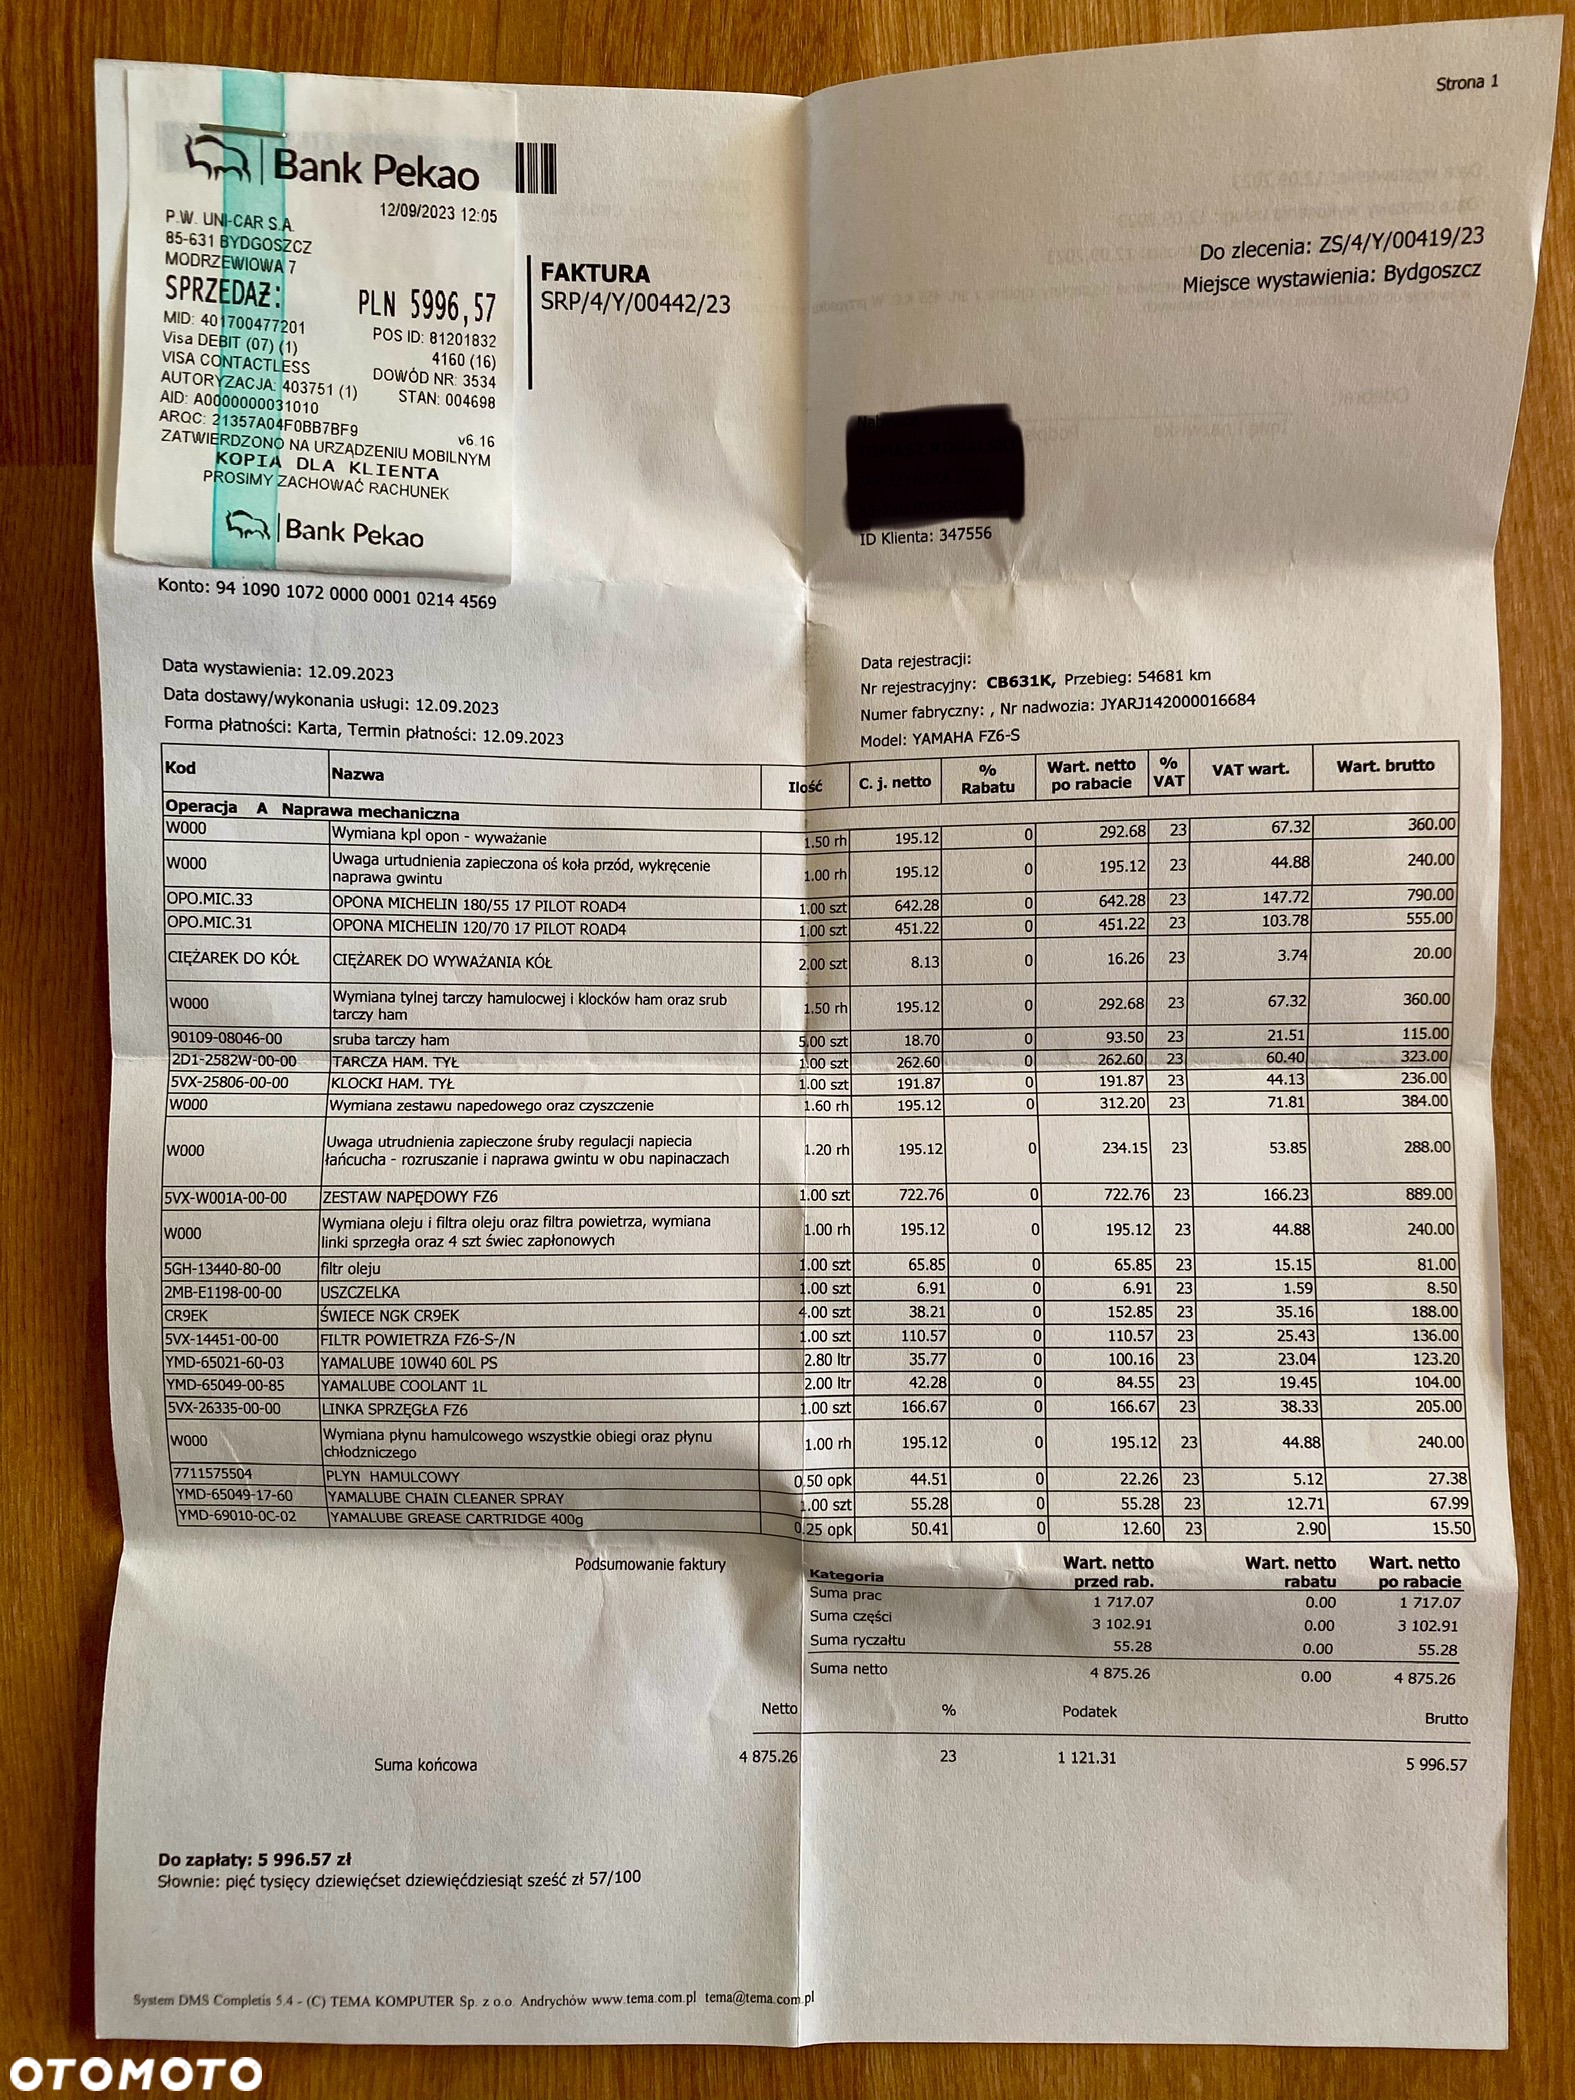 Strona 1
Bank Pekao
12/09/2023 12:05
P.W. UNI-CAR S.A.
85-631 BYDGOSZCZ
MODRZEWIOWA 7
SPRZEDAŻ: PLN 5996,57
MID: 401700477201 POS ID: 81201832
Visa DEBIT (07) (1) 4160 (16)
VISA CONTACTLESS DOWÓD NR: 3534
AUTORYZACJA: 403751 (1) STAN: 004698
AID: A0000000031010
ARQC: 21357A04F0BB7BF9 v6.16
ZATWIERDZONO NA URZĄDZENIU MOBILNYM
KOPIA DLA KLIENTA
PROSIMY ZACHOWAĆ RACHUNEK
Bank Pekao
FAKTURA
SRP/4/Y/00442/23
Do zlecenia: ZS/4/Y/00419/23
Miejsce wystawienia: Bydgoszcz
ID Klienta: 347556
Konto: 94 1090 1072 0000 0001 0214 4569
Data wystawienia: 12.09.2023
Data dostawy/wykonania usługi: 12.09.2023
Forma płatności: Karta, Termin płatności: 12.09.2023
Data rejestracji:
Nr rejestracyjny: CB631K, Przebieg: 54681 km
Numer fabryczny: , Nr nadwozia: JYARJ142000016684
Model: YAMAHA FZ6-S
Kod Nazwa Ilość C. j. netto % Rabatu Wart. netto po rabacie % VAT VAT wart. Wart. brutto
Operacja A Naprawa mechaniczna
W000 Wymiana kpl opon - wyważanie 1.50 rh 195.12 0 292.68 23 67.32 360.00
W000 Uwaga urtudnienia zapieczona oś koła przód, wykręcenie
naprawa gwintu 1.00 rh 195.12 0 195.12 23 44.88 240.00
OPO.MIC.33 OPONA MICHELIN 180/55 17 PILOT ROAD4 1.00 szt 642.28 0 642.28 23 147.72 790.00
OPO.MIC.31 OPONA MICHELIN 120/70 17 PILOT ROAD4 1.00 szt 451.22 0 451.22 23 103.78 555.00
CIĘŻAREK DO KÓŁ CIĘŻAREK DO WYWAŻANIA KÓŁ 2.00 szt 8.13 0 16.26 23 3.74 20.00
W000 Wymiana tylnej tarczy hamulocwej i klocków ham oraz srub
tarczy ham 1.50 rh 195.12 0 292.68 23 67.32 360.00
90109-08046-00 sruba tarczy ham 5.00 szt 18.70 0 93.50 23 21.51 115.00
2D1-2582W-00-00 TARCZA HAM. TYŁ 1.00 szt 262.60 0 262.60 23 60.40 323.00
5VX-25806-00-00 KLOCKI HAM. TYŁ 1.00 szt 191.87 0 191.87 23 44.13 236.00
W000 Wymiana zestawu napedowego oraz czyszczenie 1.60 rh 195.12 0 312.20 23 71.81 384.00
W000 Uwaga utrudnienia zapieczone śruby regulacji napiecia
łańcucha - rozruszanie i naprawa gwintu w obu napinaczach 1.20 rh 195.12 0 234.15 23 53.85 288.00
5VX-W001A-00-00 ZESTAW NAPĘDOWY FZ6 1.00 szt 722.76 0 722.76 23 166.23 889.00
W000 Wymiana oleju i filtra oleju oraz filtra powietrza, wymiana
linki sprzegła oraz 4 szt świec zapłonowych 1.00 rh 195.12 0 195.12 23 44.88 240.00
5GH-13440-80-00 filtr oleju 1.00 szt 65.85 0 65.85 23 15.15 81.00
2MB-E1198-00-00 USZCZELKA 1.00 szt 6.91 0 6.91 23 1.59 8.50
CR9EK ŚWIECE NGK CR9EK 4.00 szt 38.21 0 152.85 23 35.16 188.00
5VX-14451-00-00 FILTR POWIETRZA FZ6-S-/N 1.00 szt 110.57 0 110.57 23 25.43 136.00
YMD-65021-60-03 YAMALUBE 10W40 60L PS 2.80 ltr 35.77 0 100.16 23 23.04 123.20
YMD-65049-00-85 YAMALUBE COOLANT 1L 2.00 ltr 42.28 0 84.55 23 19.45 104.00
5VX-26335-00-00 LINKA SPRZĘGŁA FZ6 1.00 szt 166.67 0 166.67 23 38.33 205.00
W000 Wymiana płynu hamulcowego wszystkie obiegi oraz płynu
chłodzniczego 1.00 rh 195.12 0 195.12 23 44.88 240.00
7711575504 PLYN HAMULCOWY 0.50 opk 44.51 0 22.26 23 5.12 27.38
YMD-65049-17-60 YAMALUBE CHAIN CLEANER SPRAY 1.00 szt 55.28 0 55.28 23 12.71 67.99
YMD-69010-0C-02 YAMALUBE GREASE CARTRIDGE 400g 0.25 opk 50.41 0 12.60 23 2.90 15.50
Podsumowanie faktury
Kategoria Wart. netto przed rab. Wart. netto rabatu Wart. netto po rabacie
Suma prac 1 717.07 0.00 1 717.07
Suma części 3 102.91 0.00 3 102.91
Suma ryczałtu 55.28 0.00 55.28
Suma netto 4 875.26 0.00 4 875.26
Netto % Podatek Brutto
Suma końcowa 4 875.26 23 1 121.31 5 996.57
Do zapłaty: 5 996.57 zł
Słownie: pięć tysięcy dziewięćset dziewięćdziesiąt sześć zł 57/100
System DMS Completis 5.4 - (C) TEMA KOMPUTER Sp. z o.o. Andrychów www.tema.com.pl tema@tema.com.pl
OTOMOTO